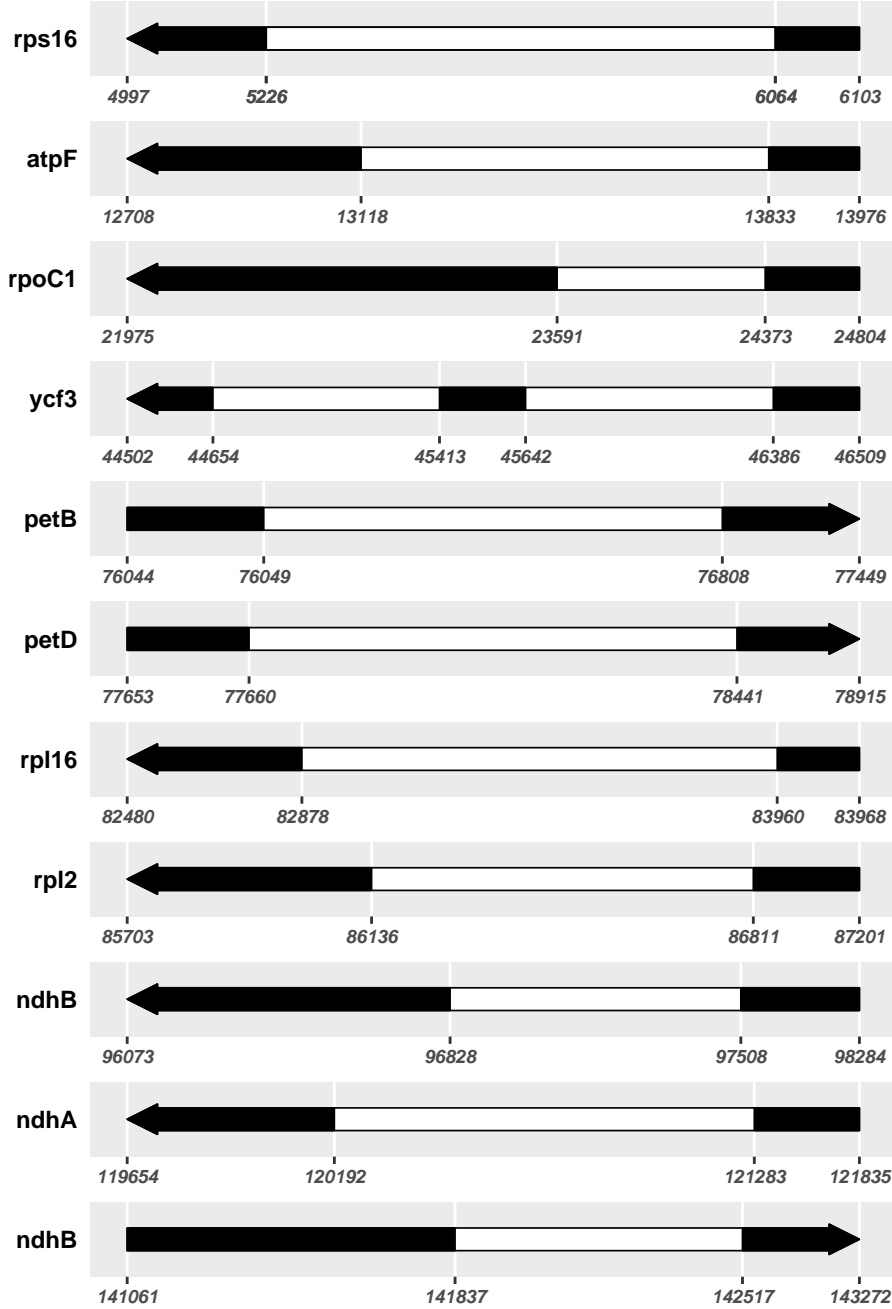 rps16
4997 5226 6064 6103
atpF
12708 13118 13833 13976
rpoC1
21975 23591 24373 24804
ycf3
44502 44654 45413 45642 46386 46509
petB
76044 76049 76808 77449
petD
77653 77660 78441 78915
rpl16
82480 82878 83960 83968
rpl2
85703 86136 86811 87201
ndhB
96073 96828 97508 98284
ndhA
119654 120192 121283 121835
ndhB
141061 141837 142517 143272